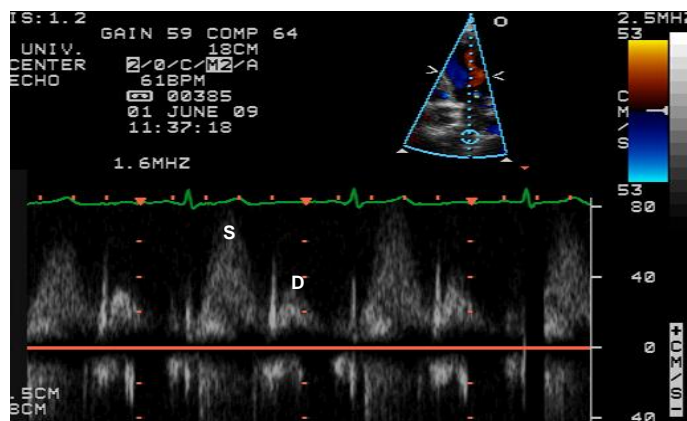 IS:1.2
GAIN 59 COMP 64
UNIV. 18CM
CENTER 2/0/C/M2/A
ECHO 61BPM
00385
01 JUNE 09
11:37:18
1.6MHZ
2.5MHZ
53
C
M
/
S
53
80
S
40
D
0
40
+
C
M
/
S
-
.5CM
8CM